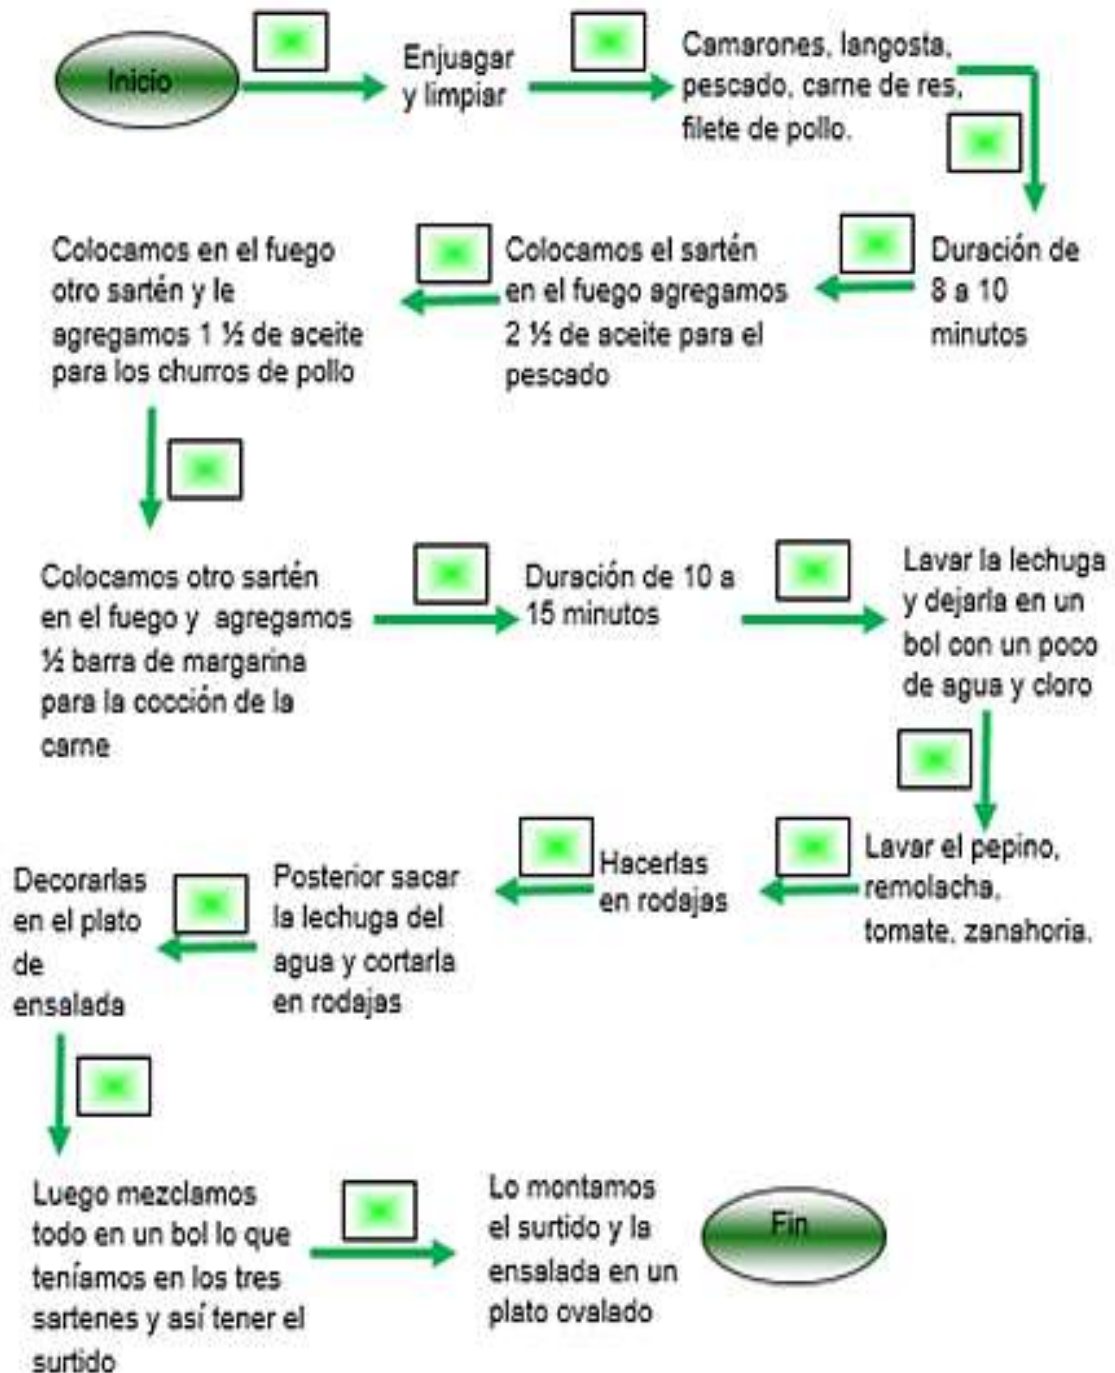 Inicio
Enjuagar
y limpiar
Camarones, langosta,
pescado, carne de res,
filete de pollo.
Duración de
8 a 10
minutos
Colocamos el sartén
en el fuego agregamos
2 ½ de aceite para el
pescado
Colocamos en el fuego
otro sartén y le
agregamos 1 ½ de aceite
para los churros de pollo
Colocamos otro sartén
en el fuego y agregamos
½ barra de margarina
para la cocción de la
carne
Duración de 10 a
15 minutos
Lavar la lechuga
y dejarla en un
bol con un poco
de agua y cloro
Lavar el pepino,
remolacha,
tomate, zanahoria.
Hacerlas
en rodajas
Posterior sacar
la lechuga del
agua y cortarla
en rodajas
Decorarlas
en el plato
de
ensalada
Luego mezclamos
todo en un bol lo que
teníamos en los tres
sartenes y así tener el
surtido
Lo montamos
el surtido y la
ensalada en un
plato ovalado
Fin